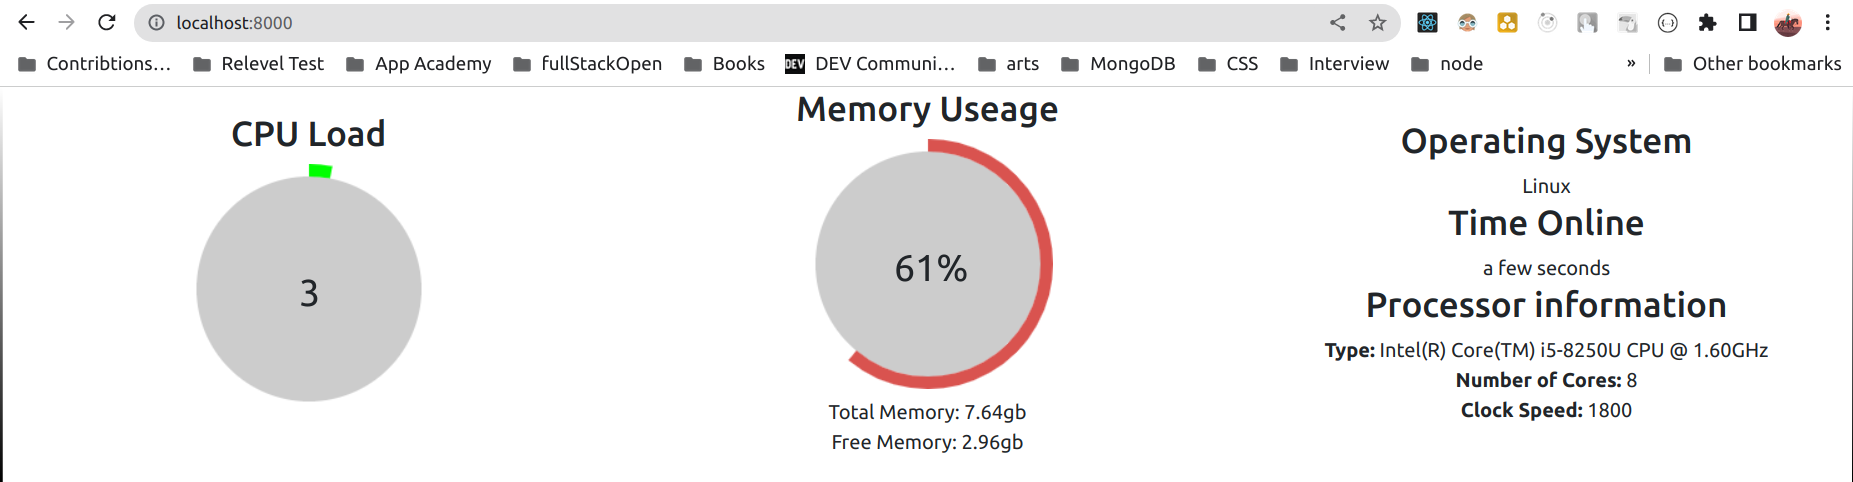 localhost:8000
Contribtions… Relevel Test App Academy fullStackOpen Books DEV DEV Communi… arts MongoDB CSS Interview node » Other bookmarks
CPU Load
3
Memory Useage
61%
Total Memory: 7.64gb
Free Memory: 2.96gb
Operating System
Linux
Time Online
a few seconds
Processor information
Type: Intel(R) Core(TM) i5-8250U CPU @ 1.60GHz
Number of Cores: 8
Clock Speed: 1800